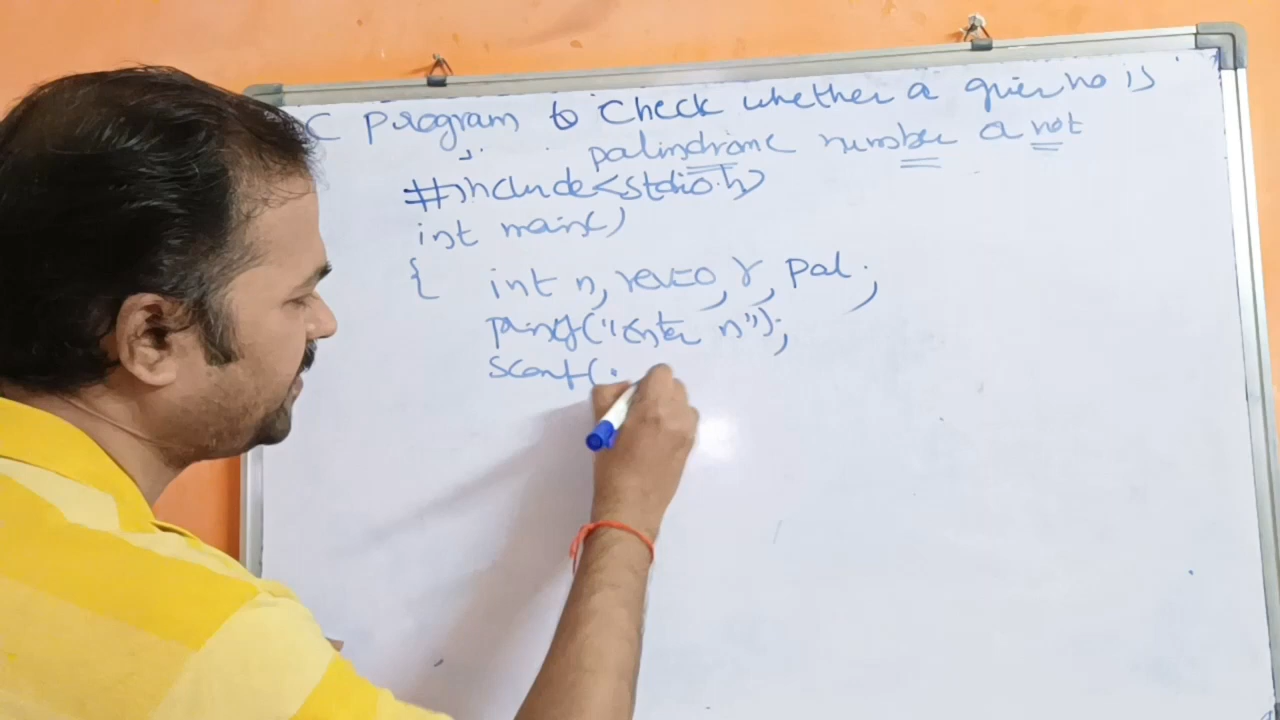 C program to check whether a given no is
palindrome number or not
#include<stdio.h>
int main()
{ int n, rev=0, r, pal;
printf("Enter n");
scanf("